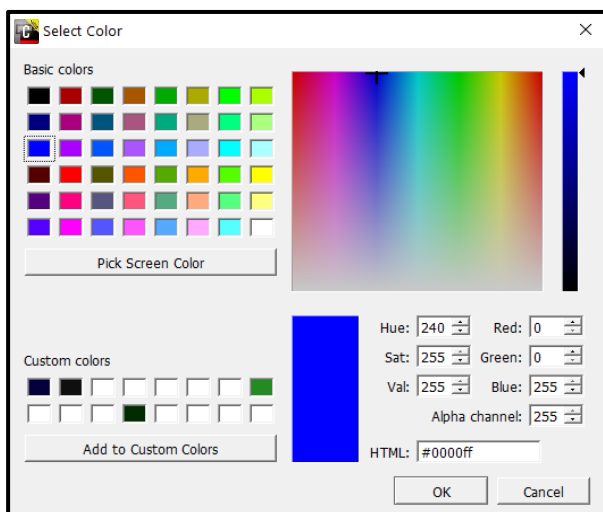 Select Color
Basic colors
Pick Screen Color
Custom colors
Add to Custom Colors
Hue: 240 Red: 0
Sat: 255 Green: 0
Val: 255 Blue: 255
Alpha channel: 255
HTML: #0000ff
OK Cancel